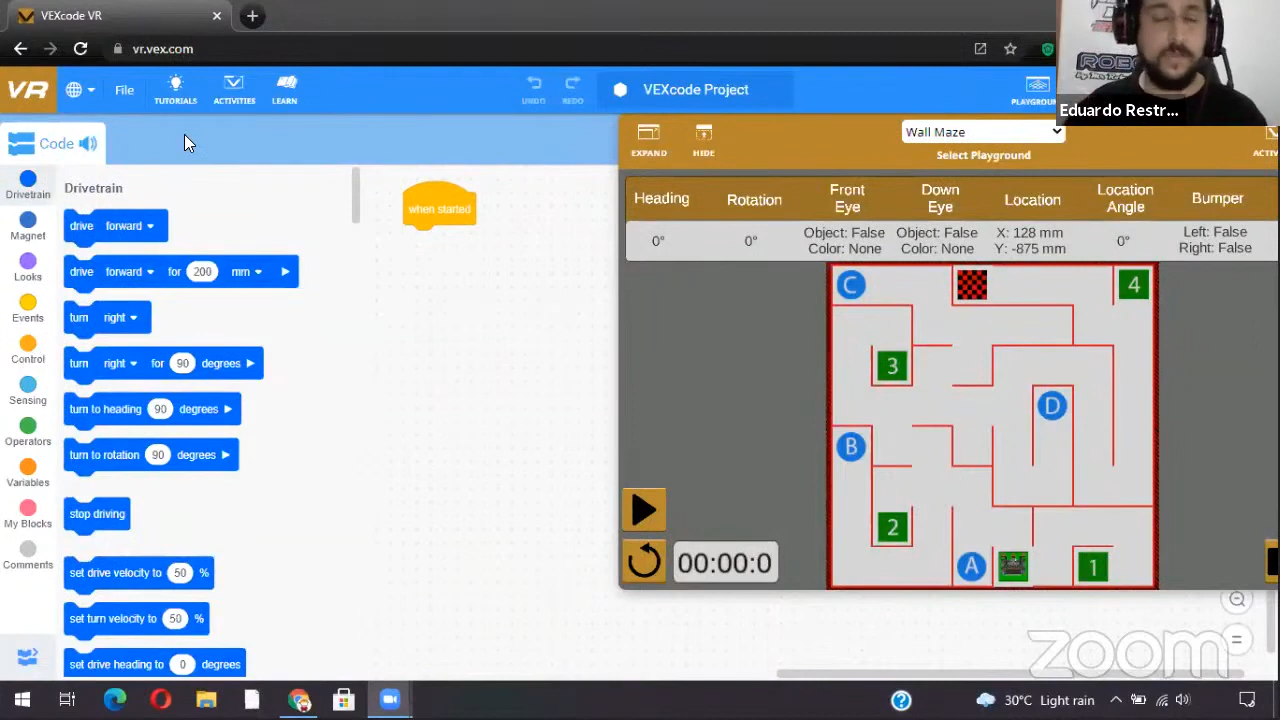 VEXcode VR
vr.vex.com
VR
File
TUTORIALS
ACTIVITIES
LEARN
UNDO
REDO
VEXcode Project
Eduardo Restr...
Code
EXPAND
HIDE
Wall Maze
Select Playground
Drivetrain
Magnet
Looks
Events
Control
Sensing
Operators
Variables
My Blocks
Comments
Drivetrain
drive forward
drive forward for 200 mm
turn right
turn right for 90 degrees
turn to heading 90 degrees
turn to rotation 90 degrees
stop driving
set drive velocity to 50 %
set turn velocity to 50 %
set drive heading to 0 degrees
when started
Heading Rotation Front Eye Down Eye Location Location Angle Bumper
0° 0° Object: False Object: False X: 128 mm 0° Left: False
Color: None Color: None Y: -875 mm Right: False
C 4
3
D
B
2
A 1
00:00:0
zoom
30°C Light rain